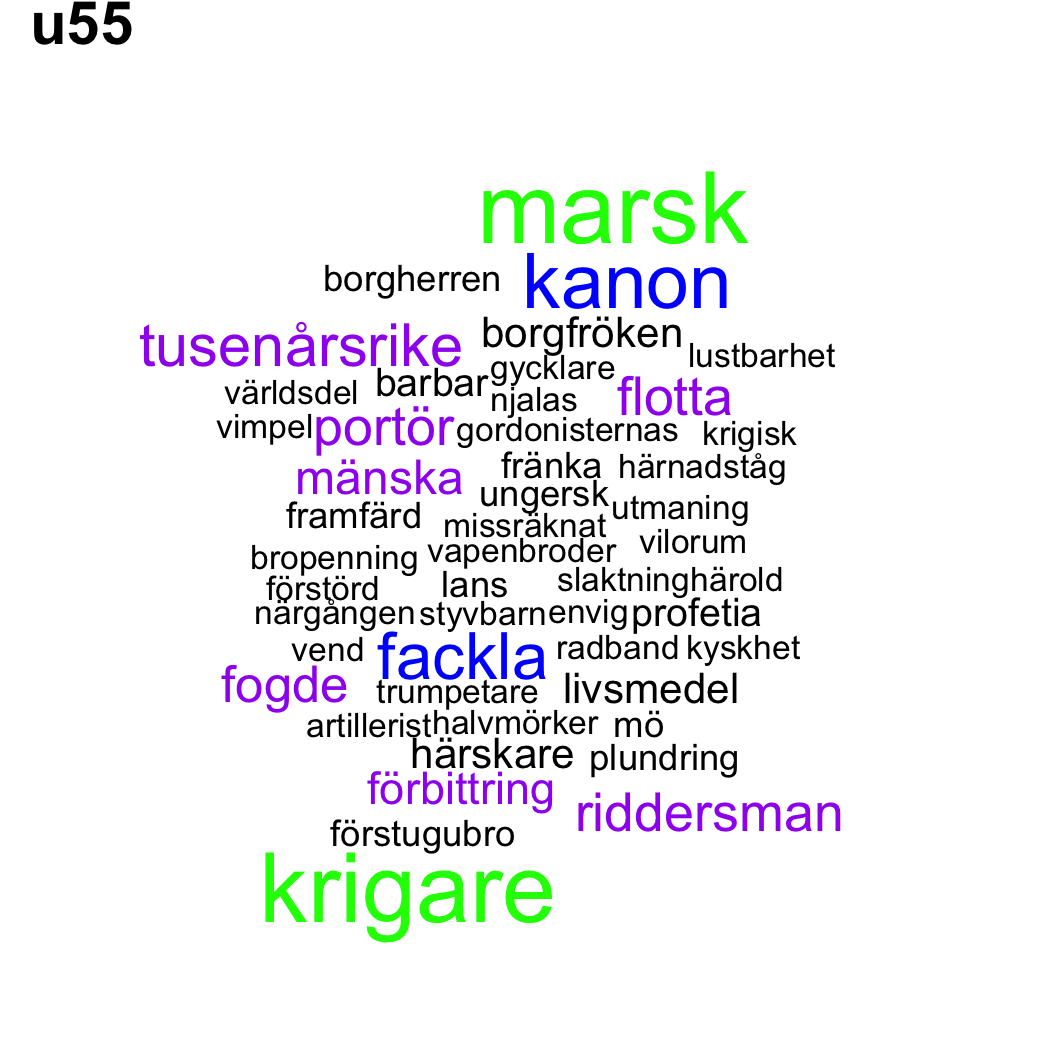 u55
marsk
borgherren kanon
tusenårsrike borgfröken lustbarhet
gycklare
världsdel barbar njalas flotta
vimpel portör gordonisternas krigisk
mänska fränka härnadståg
ungersk utmaning
framfärd missräknat vilorum
bropenning vapenbroder
förstörd lans slaktning härold
närgången styvbarn envig profetia
vend fackla radband kyskhet
fogde trumpetare livsmedel
artillerist halvmörker mö
härskare plundring
förbittring riddersman
förstugubro
krigare